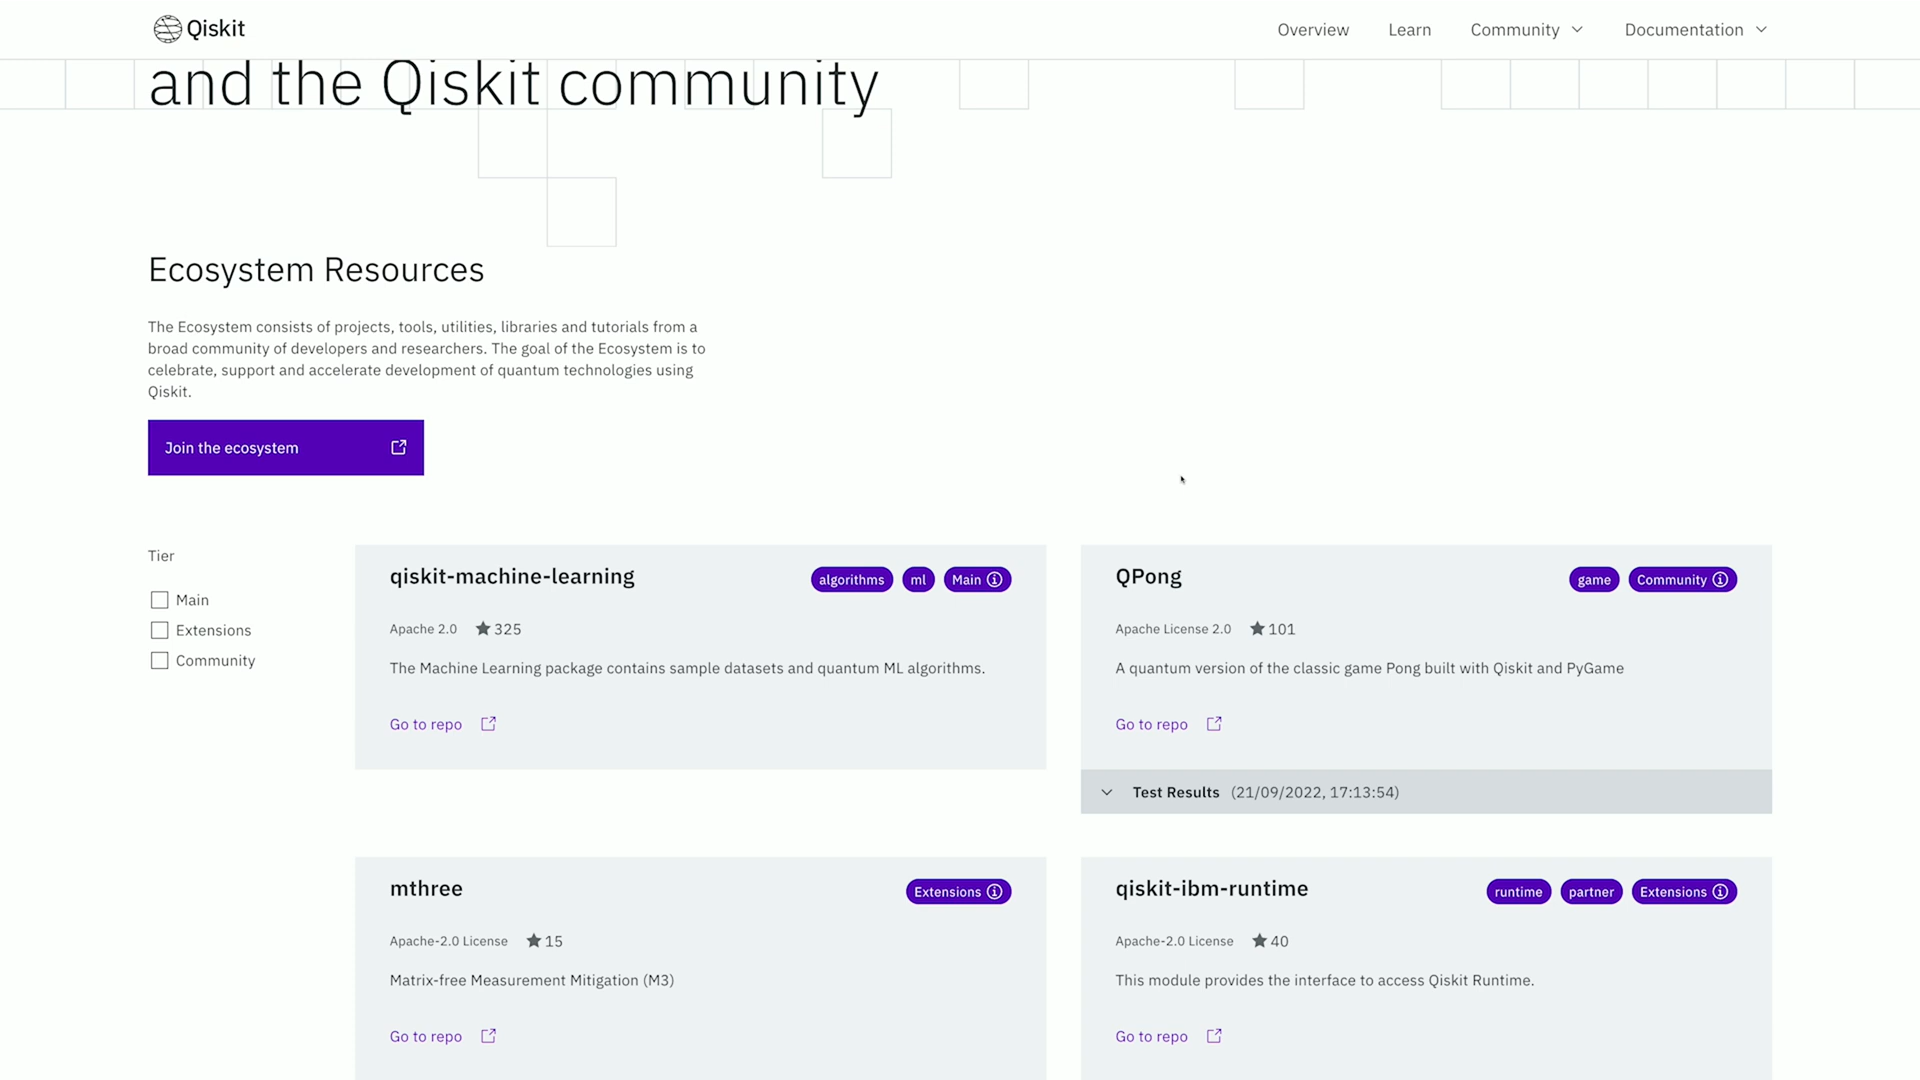 Qiskit
Overview
Learn
Community
Documentation
and the Qiskit community
Ecosystem Resources
The Ecosystem consists of projects, tools, utilities, libraries and tutorials from a
broad community of developers and researchers. The goal of the Ecosystem is to
celebrate, support and accelerate development of quantum technologies using
Qiskit.
Join the ecosystem
Tier
Main
Extensions
Community
qiskit-machine-learning
algorithms
ml
Main
Apache 2.0
325
The Machine Learning package contains sample datasets and quantum ML algorithms.
Go to repo
QPong
game
Community
Apache License 2.0
101
A quantum version of the classic game Pong built with Qiskit and PyGame
Go to repo
Test Results (21/09/2022, 17:13:54)
mthree
Extensions
Apache-2.0 License
15
Matrix-free Measurement Mitigation (M3)
Go to repo
qiskit-ibm-runtime
runtime
partner
Extensions
Apache-2.0 License
40
This module provides the interface to access Qiskit Runtime.
Go to repo